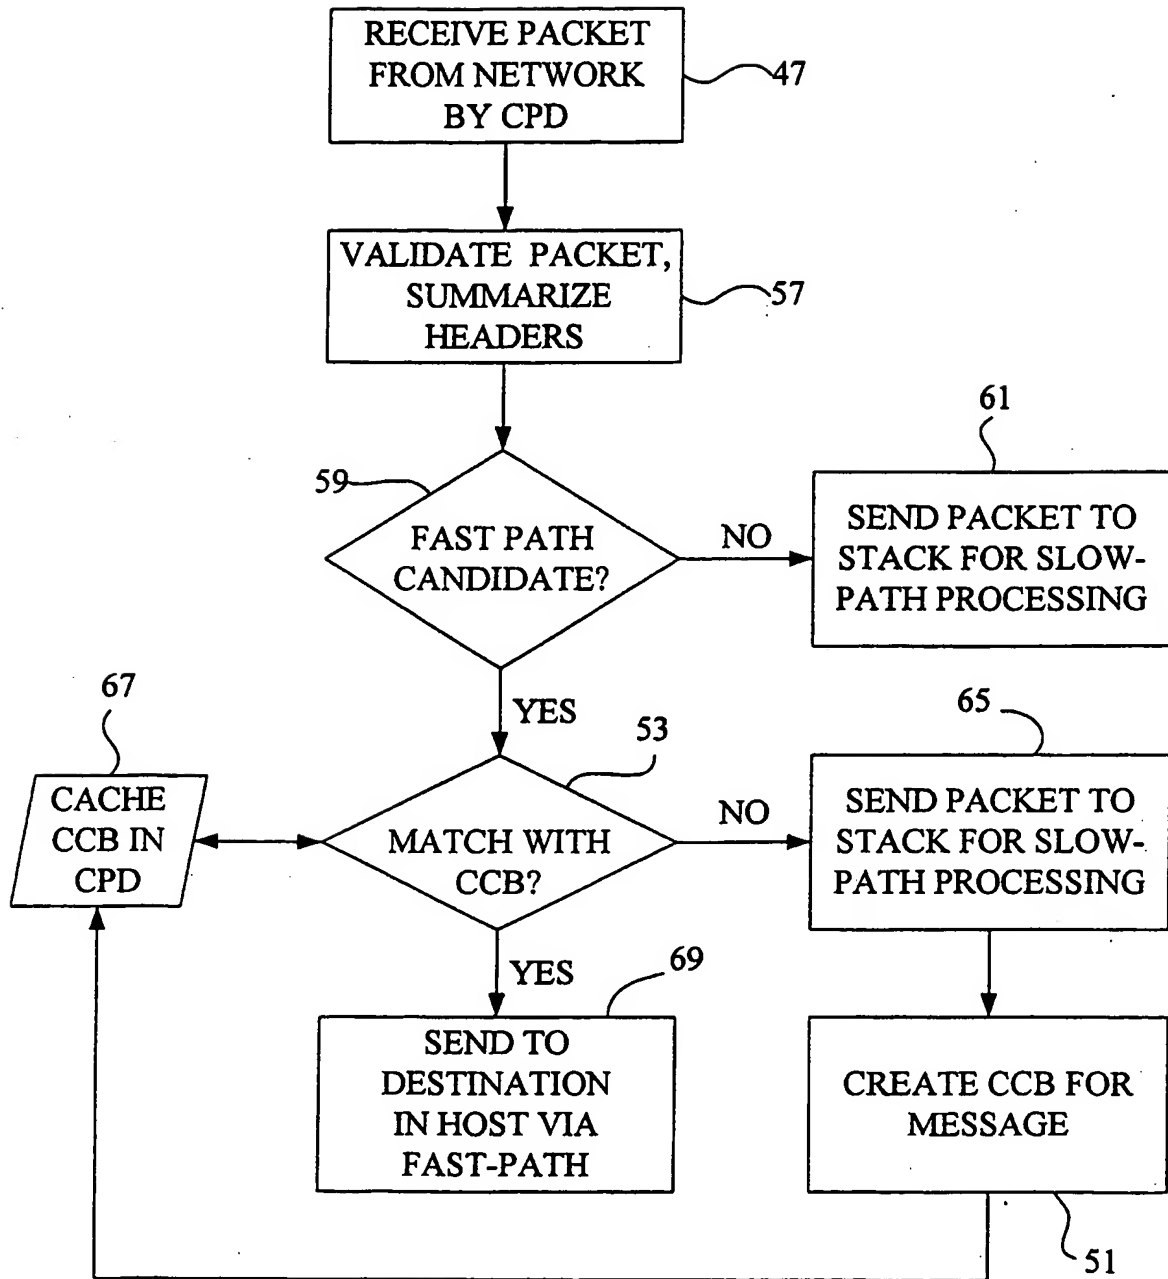 RECEIVE PACKET
FROM NETWORK
BY CPD
47
VALIDATE PACKET,
SUMMARIZE
HEADERS
57
59
FAST PATH
CANDIDATE?
NO
61
SEND PACKET TO
STACK FOR SLOW-
PATH PROCESSING
YES
67
CACHE
CCB IN
CPD
53
MATCH WITH
CCB?
NO
65
SEND PACKET TO
STACK FOR SLOW-
PATH PROCESSING
YES
69
SEND TO
DESTINATION
IN HOST VIA
FAST-PATH
CREATE CCB FOR
MESSAGE
51